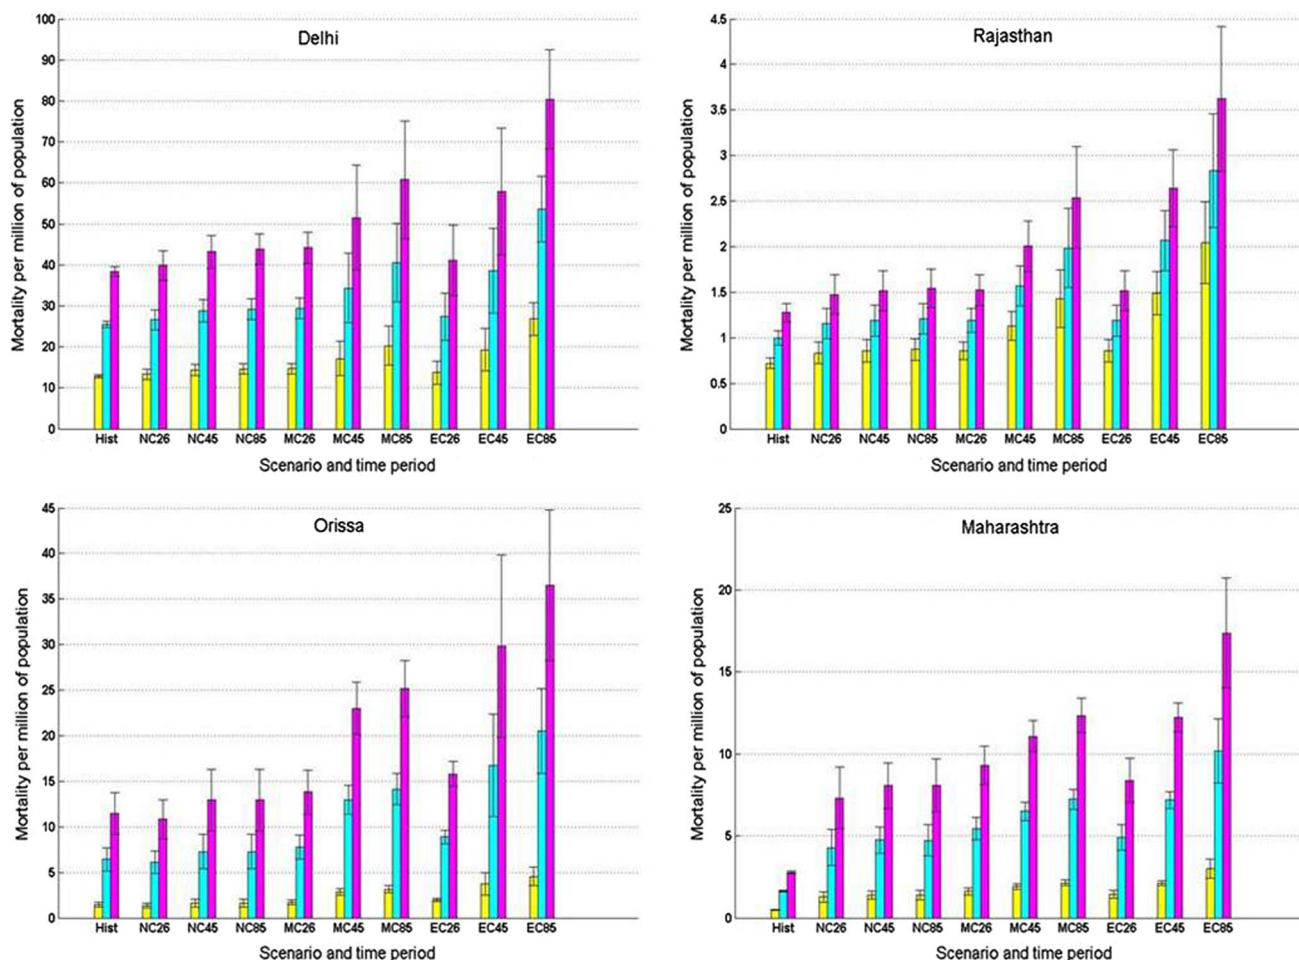 Delhi
Mortality per million of population
100
90
80
70
60
50
40
30
20
10
0
Hist NC26 NC45 NC85 MC26 MC45 MC85 EC26 EC45 EC85
Scenario and time period
Rajasthan
Mortality per million of population
4.5
4
3.5
3
2.5
2
1.5
1
0.5
0
Hist NC26 NC45 NC85 MC26 MC45 MC85 EC26 EC45 EC85
Scenario and time period
Orissa
Mortality per million of population
45
40
35
30
25
20
15
10
5
0
Hist NC26 NC45 NC85 MC26 MC45 MC85 EC26 EC45 EC85
Scenario and time period
Maharashtra
Mortality per million of population
25
20
15
10
5
0
Hist NC26 NC45 NC85 MC26 MC45 MC85 EC26 EC45 EC85
Scenario and time period